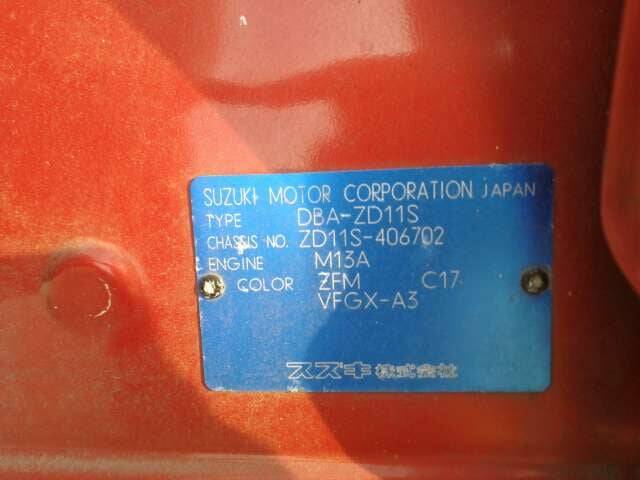 SUZUKI MOTOR CORPORATION JAPAN
TYPE DBA-ZD11S
CHASSIS NO. ZD11S-406702
ENGINE M13A
COLOR ZFM C17
VFGX-A3
スズキ株式会社